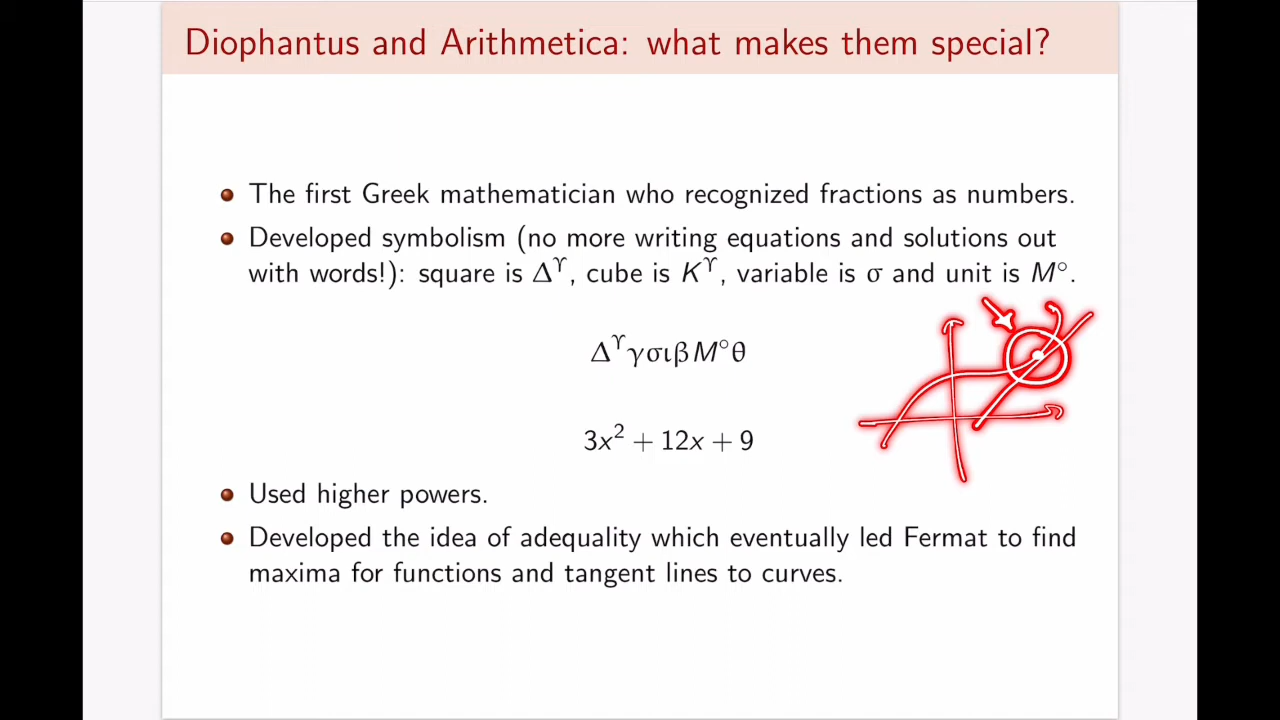 Diophantus and Arithmetica: what makes them special?
The first Greek mathematician who recognized fractions as numbers.
Developed symbolism (no more writing equations and solutions out
with words!): square is Δϒ, cube is Kϒ, variable is σ and unit is M°.
ΔϒγσιβM°θ
3x² + 12x + 9
Used higher powers.
Developed the idea of adequality which eventually led Fermat to find
maxima for functions and tangent lines to curves.